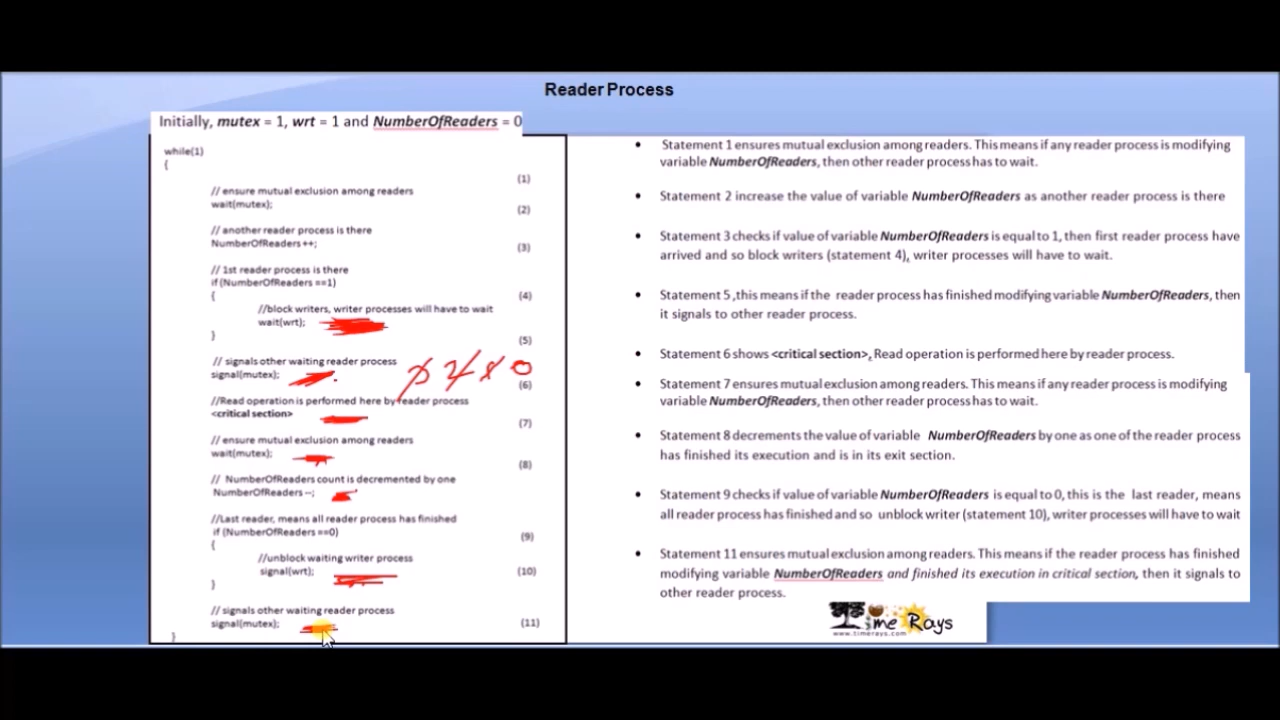 Reader Process
Initially, mutex = 1, wrt = 1 and NumberOfReaders = 0
while(1)
{
(1)
// ensure mutual exclusion among readers
wait(mutex);
(2)
// another reader process is there
NumberOfReaders ++;
(3)
// 1st reader process is there
if (NumberOfReaders ==1)
{
(4)
//block writers, writer processes will have to wait
wait(wrt);
}
(5)
// signals other waiting reader process
signal(mutex);
(6)
//Read operation is performed here by reader process
<critical section>
(7)
// ensure mutual exclusion among readers
wait(mutex);
(8)
// NumberOfReaders count is decremented by one
NumberOfReaders --;
//Last reader, means all reader process has finished
if (NumberOfReaders ==0)
(9)
{
//unblock waiting writer process
signal(wrt);
(10)
}
// signals other waiting reader process
signal(mutex);
(11)
}
• Statement 1 ensures mutual exclusion among readers. This means if any reader process is modifying
variable NumberOfReaders, then other reader process has to wait.
• Statement 2 increase the value of variable NumberOfReaders as another reader process is there
• Statement 3 checks if value of variable NumberOfReaders is equal to 1, then first reader process have
arrived and so block writers (statement 4), writer processes will have to wait.
• Statement 5 ,this means if the reader process has finished modifying variable NumberOfReaders, then
it signals to other reader process.
• Statement 6 shows <critical section>, Read operation is performed here by reader process.
• Statement 7 ensures mutual exclusion among readers. This means if any reader process is modifying
variable NumberOfReaders, then other reader process has to wait.
• Statement 8 decrements the value of variable NumberOfReaders by one as one of the reader process
has finished its execution and is in its exit section.
• Statement 9 checks if value of variable NumberOfReaders is equal to 0, this is the last reader, means
all reader process has finished and so unblock writer (statement 10), writer processes will have to wait
• Statement 11 ensures mutual exclusion among readers. This means if the reader process has finished
modifying variable NumberOfReaders and finished its execution in critical section, then it signals to
other reader process.
Time Rays
www.timerays.com